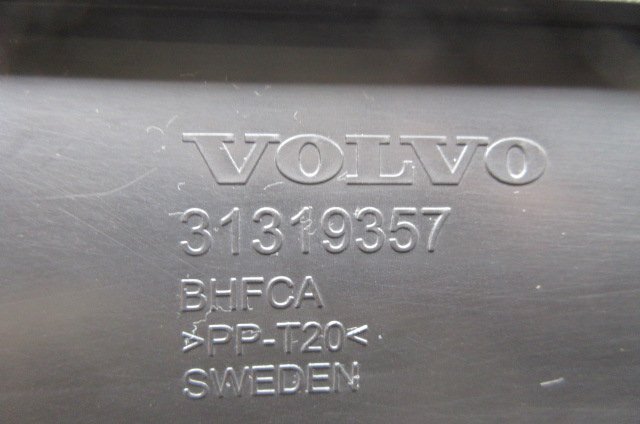 VOLVO
31319357
BHFCA
>PP-T20<
SWEDEN